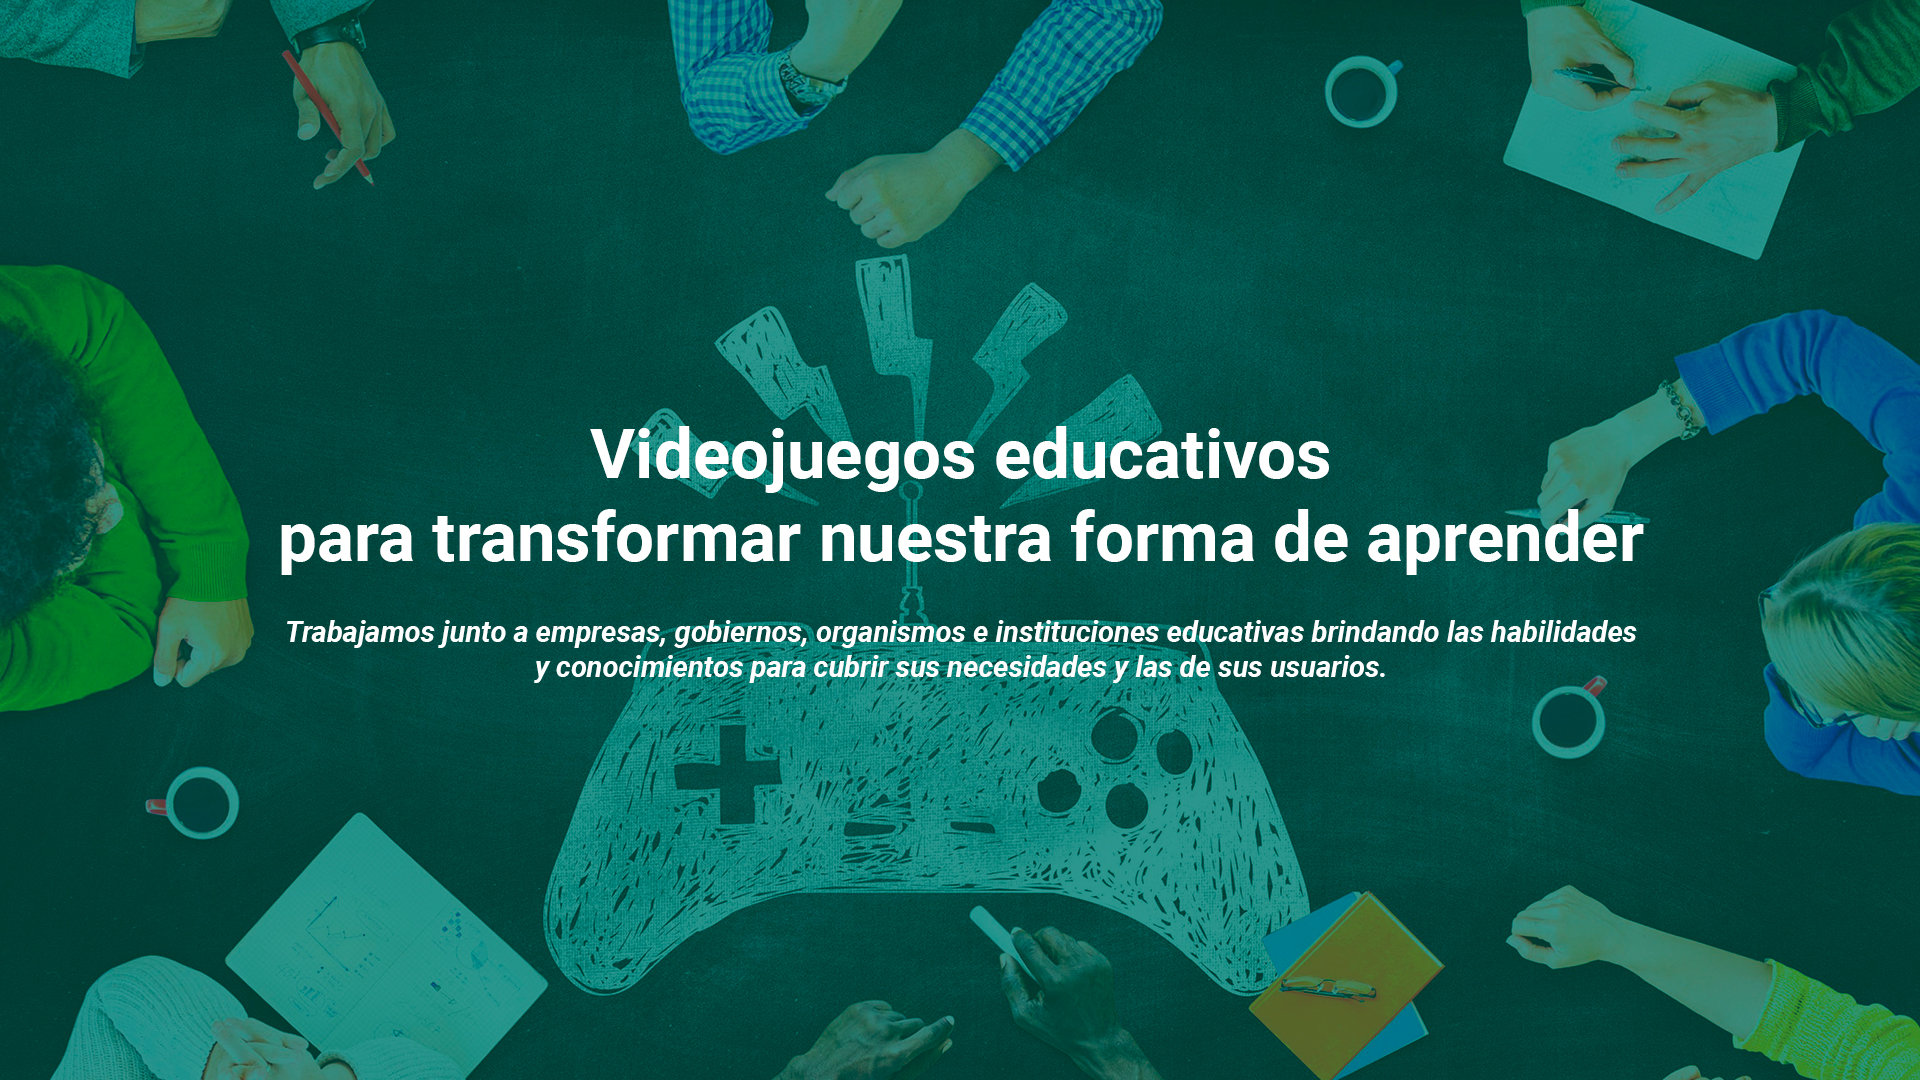 Videojuegos educativos
para transformar nuestra forma de aprender
Trabajamos junto a empresas, gobiernos, organismos e instituciones educativas brindando las habilidades
y conocimientos para cubrir sus necesidades y las de sus usuarios.